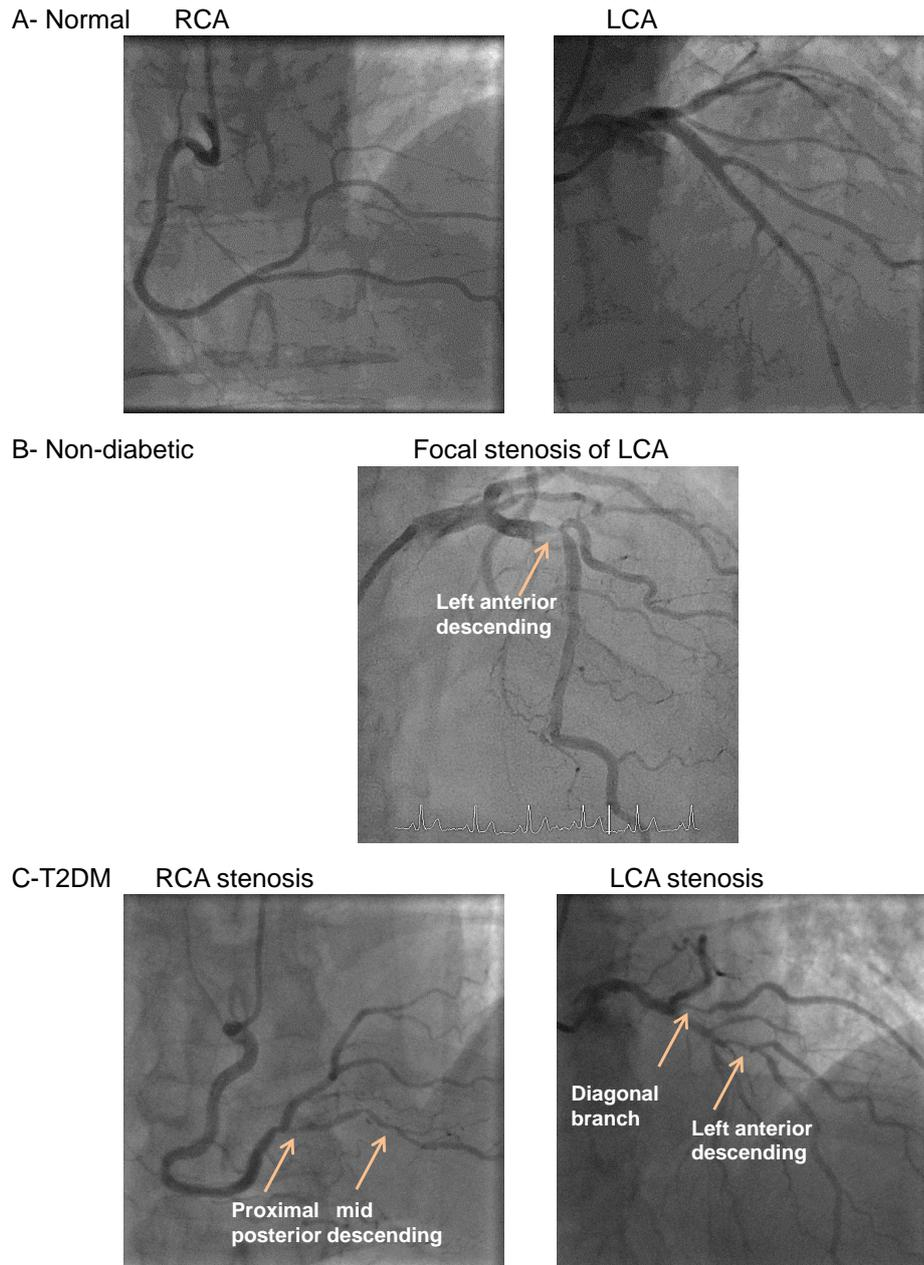 A- Normal RCA LCA
B- Non-diabetic Focal stenosis of LCA
Left anterior
descending
C-T2DM RCA stenosis LCA stenosis
Diagonal
branch
Left anterior
descending
Proximal mid
posterior descending